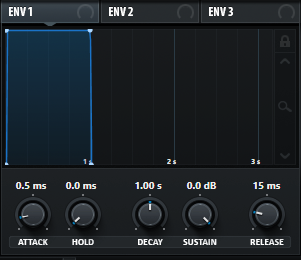 ENV 1 ENV 2 ENV 3
1 s 2 s 3 s
0.5 ms 0.0 ms 1.00 s 0.0 dB 15 ms
ATTACK HOLD DECAY SUSTAIN RELEASE